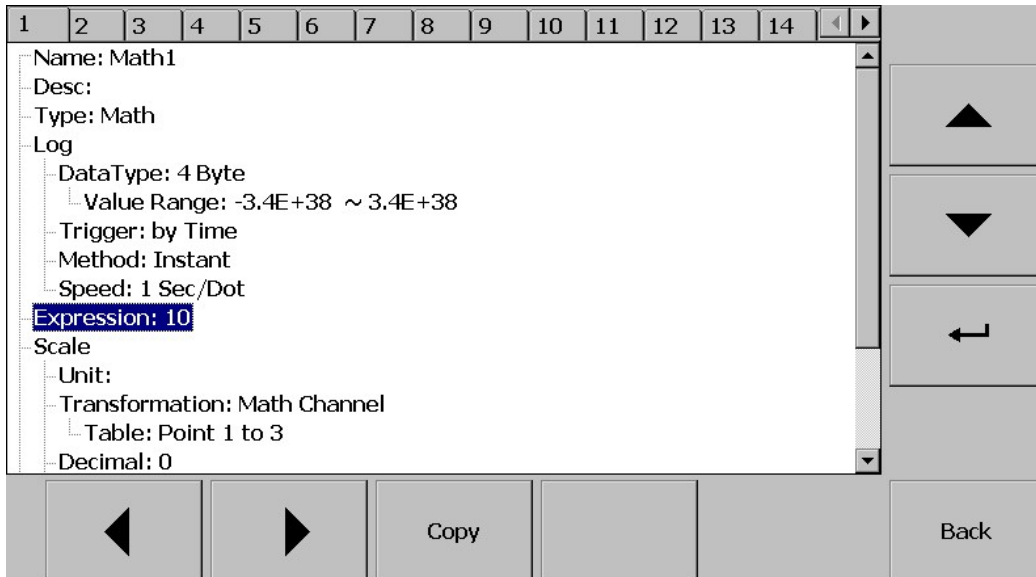 1 2 3 4 5 6 7 8 9 10 11 12 13 14
Name: Math1
Desc:
Type: Math
Log
DataType: 4 Byte
Value Range: -3.4E+38 ~ 3.4E+38
Trigger: by Time
Method: Instant
Speed: 1 Sec/Dot
Expression: 10
Scale
Unit:
Transformation: Math Channel
Table: Point 1 to 3
Decimal: 0
Copy
Back